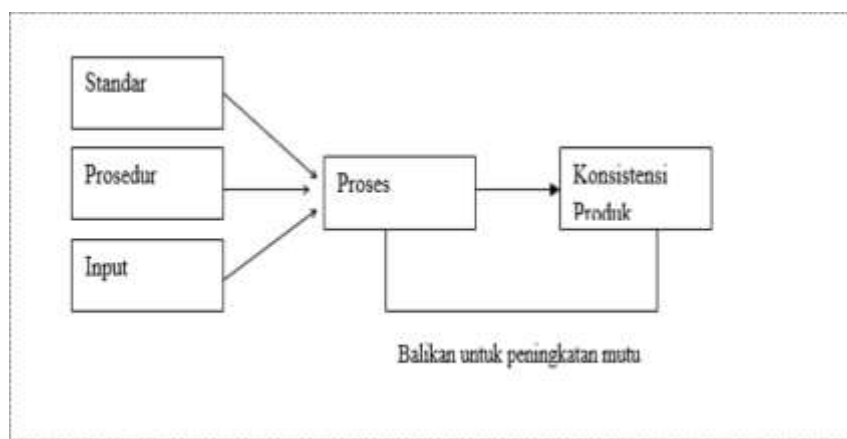 Standar
Prosedur
Input
Proses
Konsistensi
Produk
Balikan untuk peningkatan mutu